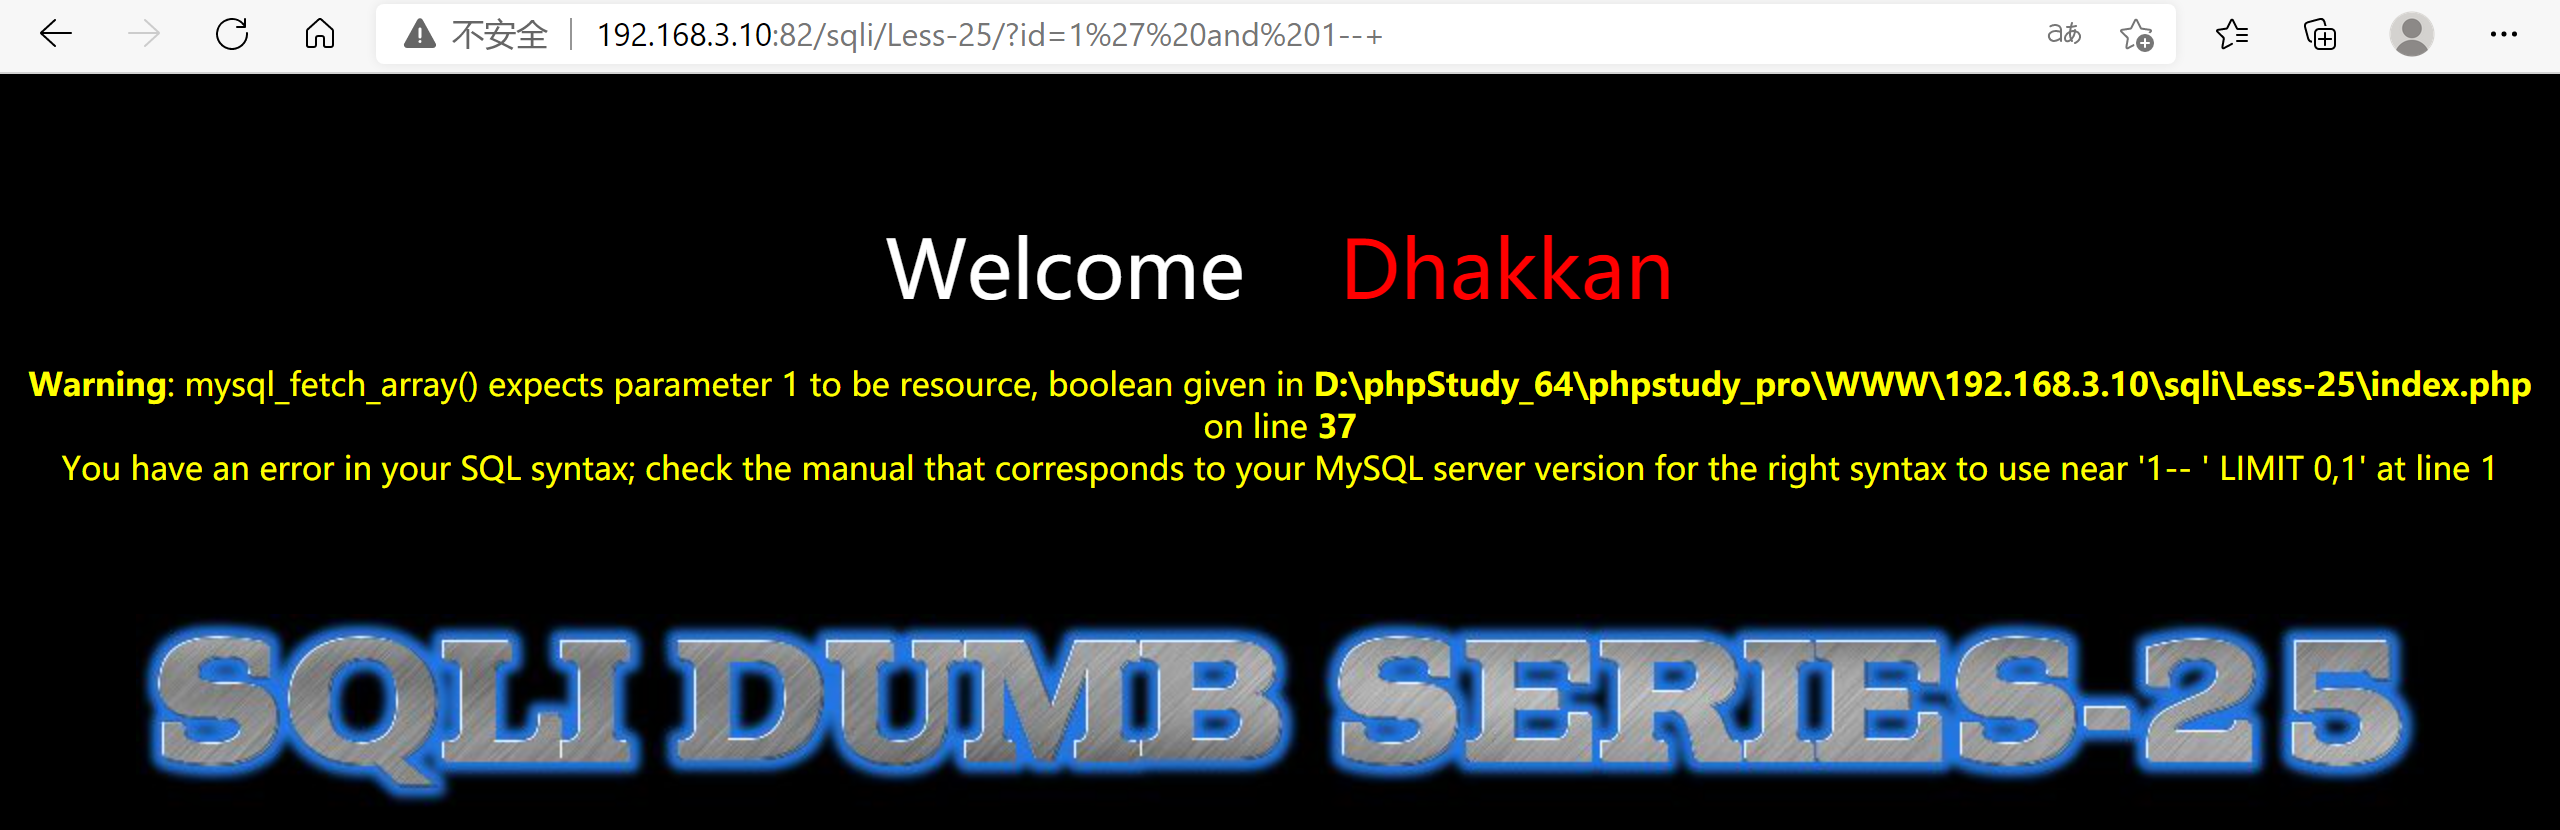 不安全 192.168.3.10:82/sqli/Less-25/?id=1%27%20and%201--+
Welcome Dhakkan
Warning: mysql_fetch_array() expects parameter 1 to be resource, boolean given in D:\phpStudy_64\phpstudy_pro\WWW\192.168.3.10\sqli\Less-25\index.php
on line 37
You have an error in your SQL syntax; check the manual that corresponds to your MySQL server version for the right syntax to use near '1-- ' LIMIT 0,1' at line 1
SQLI DUMB SERIES-25